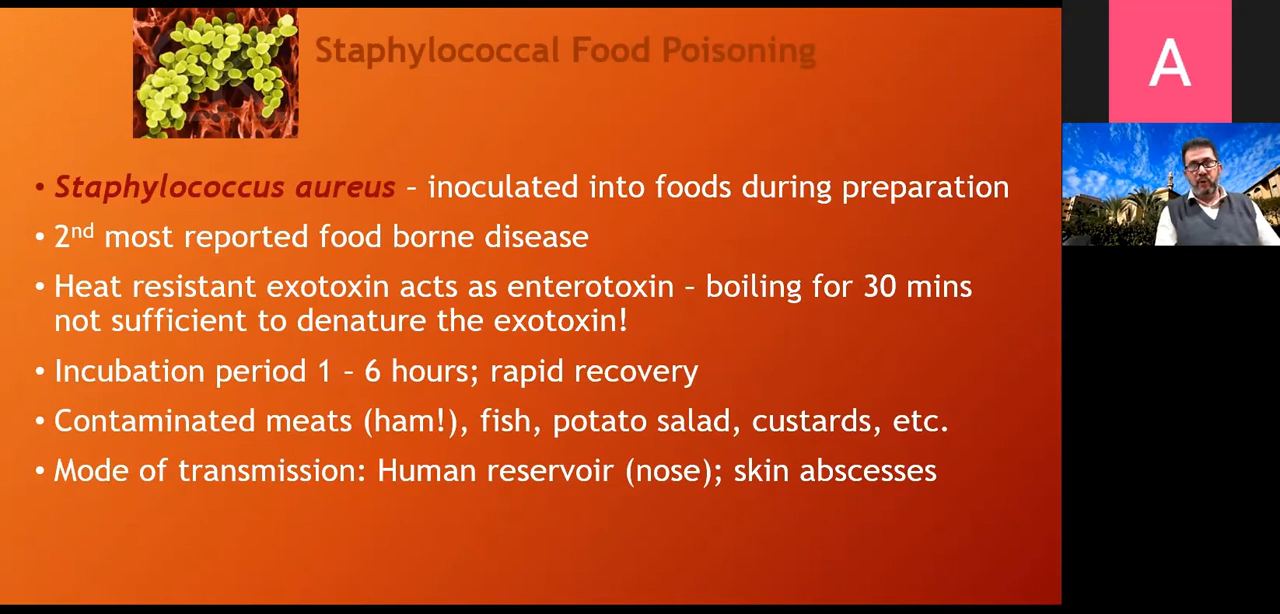 Staphylococcal Food Poisoning
• Staphylococcus aureus – inoculated into foods during preparation
• 2nd most reported food borne disease
• Heat resistant exotoxin acts as enterotoxin – boiling for 30 mins
not sufficient to denature the exotoxin!
• Incubation period 1 – 6 hours; rapid recovery
• Contaminated meats (ham!), fish, potato salad, custards, etc.
• Mode of transmission: Human reservoir (nose); skin abscesses
A